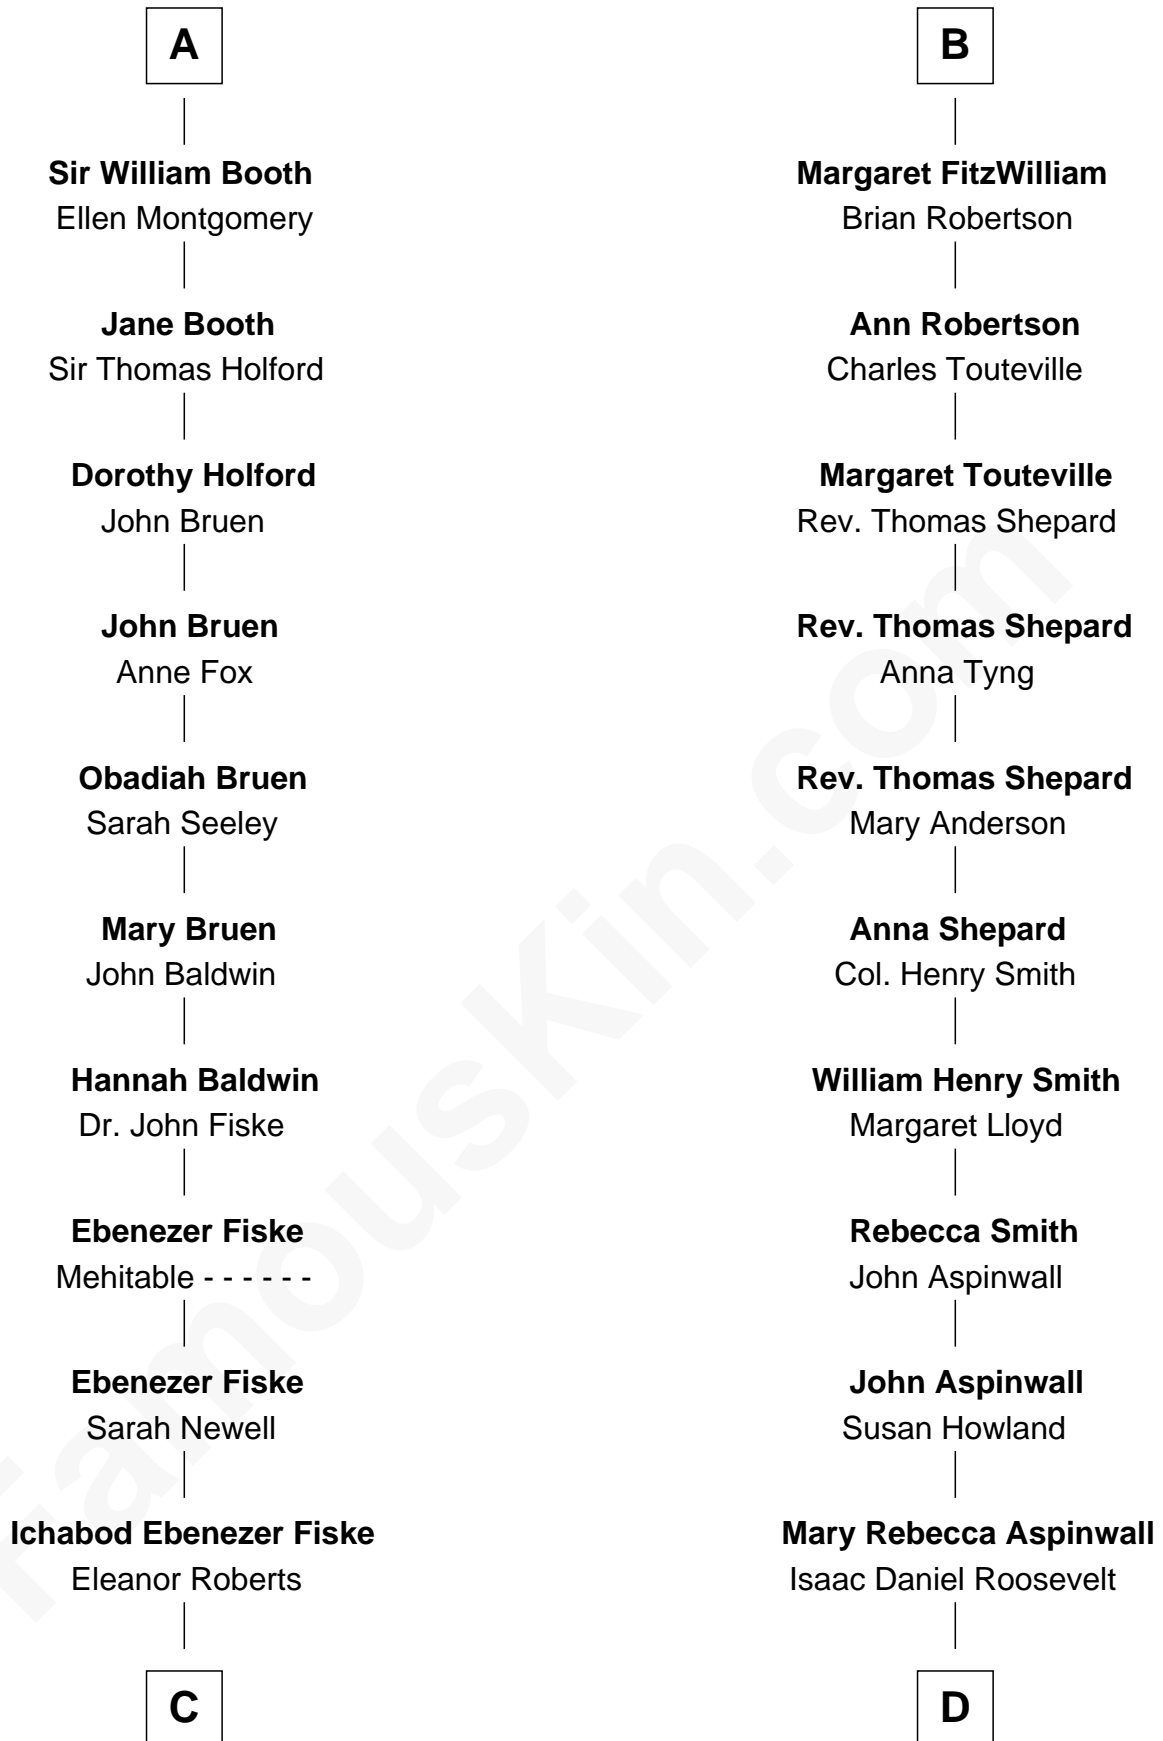 A
Sir William Booth
Ellen Montgomery
Jane Booth
Sir Thomas Holford
Dorothy Holford
John Bruen
John Bruen
Anne Fox
Obadiah Bruen
Sarah Seeley
Mary Bruen
John Baldwin
Hannah Baldwin
Dr. John Fiske
Ebenezer Fiske
Mehitable - - - - - -
Ebenezer Fiske
Sarah Newell
Ichabod Ebenezer Fiske
Eleanor Roberts
C
B
Margaret FitzWilliam
Brian Robertson
Ann Robertson
Charles Touteville
Margaret Touteville
Rev. Thomas Shepard
Rev. Thomas Shepard
Anna Tyng
Rev. Thomas Shepard
Mary Anderson
Anna Shepard
Col. Henry Smith
William Henry Smith
Margaret Lloyd
Rebecca Smith
John Aspinwall
John Aspinwall
Susan Howland
Mary Rebecca Aspinwall
Isaac Daniel Roosevelt
D
FamousKin.com